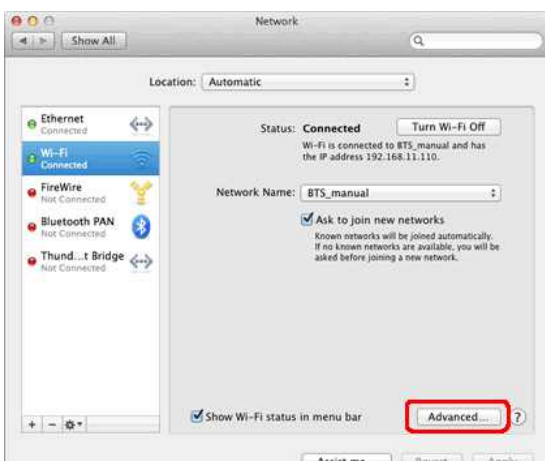 Network
Show All
Location: Automatic
Ethernet
Connected
Wi-Fi
Connected
FireWire
Not Connected
Bluetooth PAN
Not Connected
Thund...t Bridge
Not Connected
Status: Connected
Turn Wi-Fi Off
Wi-Fi is connected to BTS_manual and has
the IP address 192.168.11.110.
Network Name: BTS_manual
Ask to join new networks
Known networks will be joined automatically.
If no known networks are available, you will be
asked before joining a new network.
Show Wi-Fi status in menu bar
Advanced...
?
Assist me...
Revert
Apply